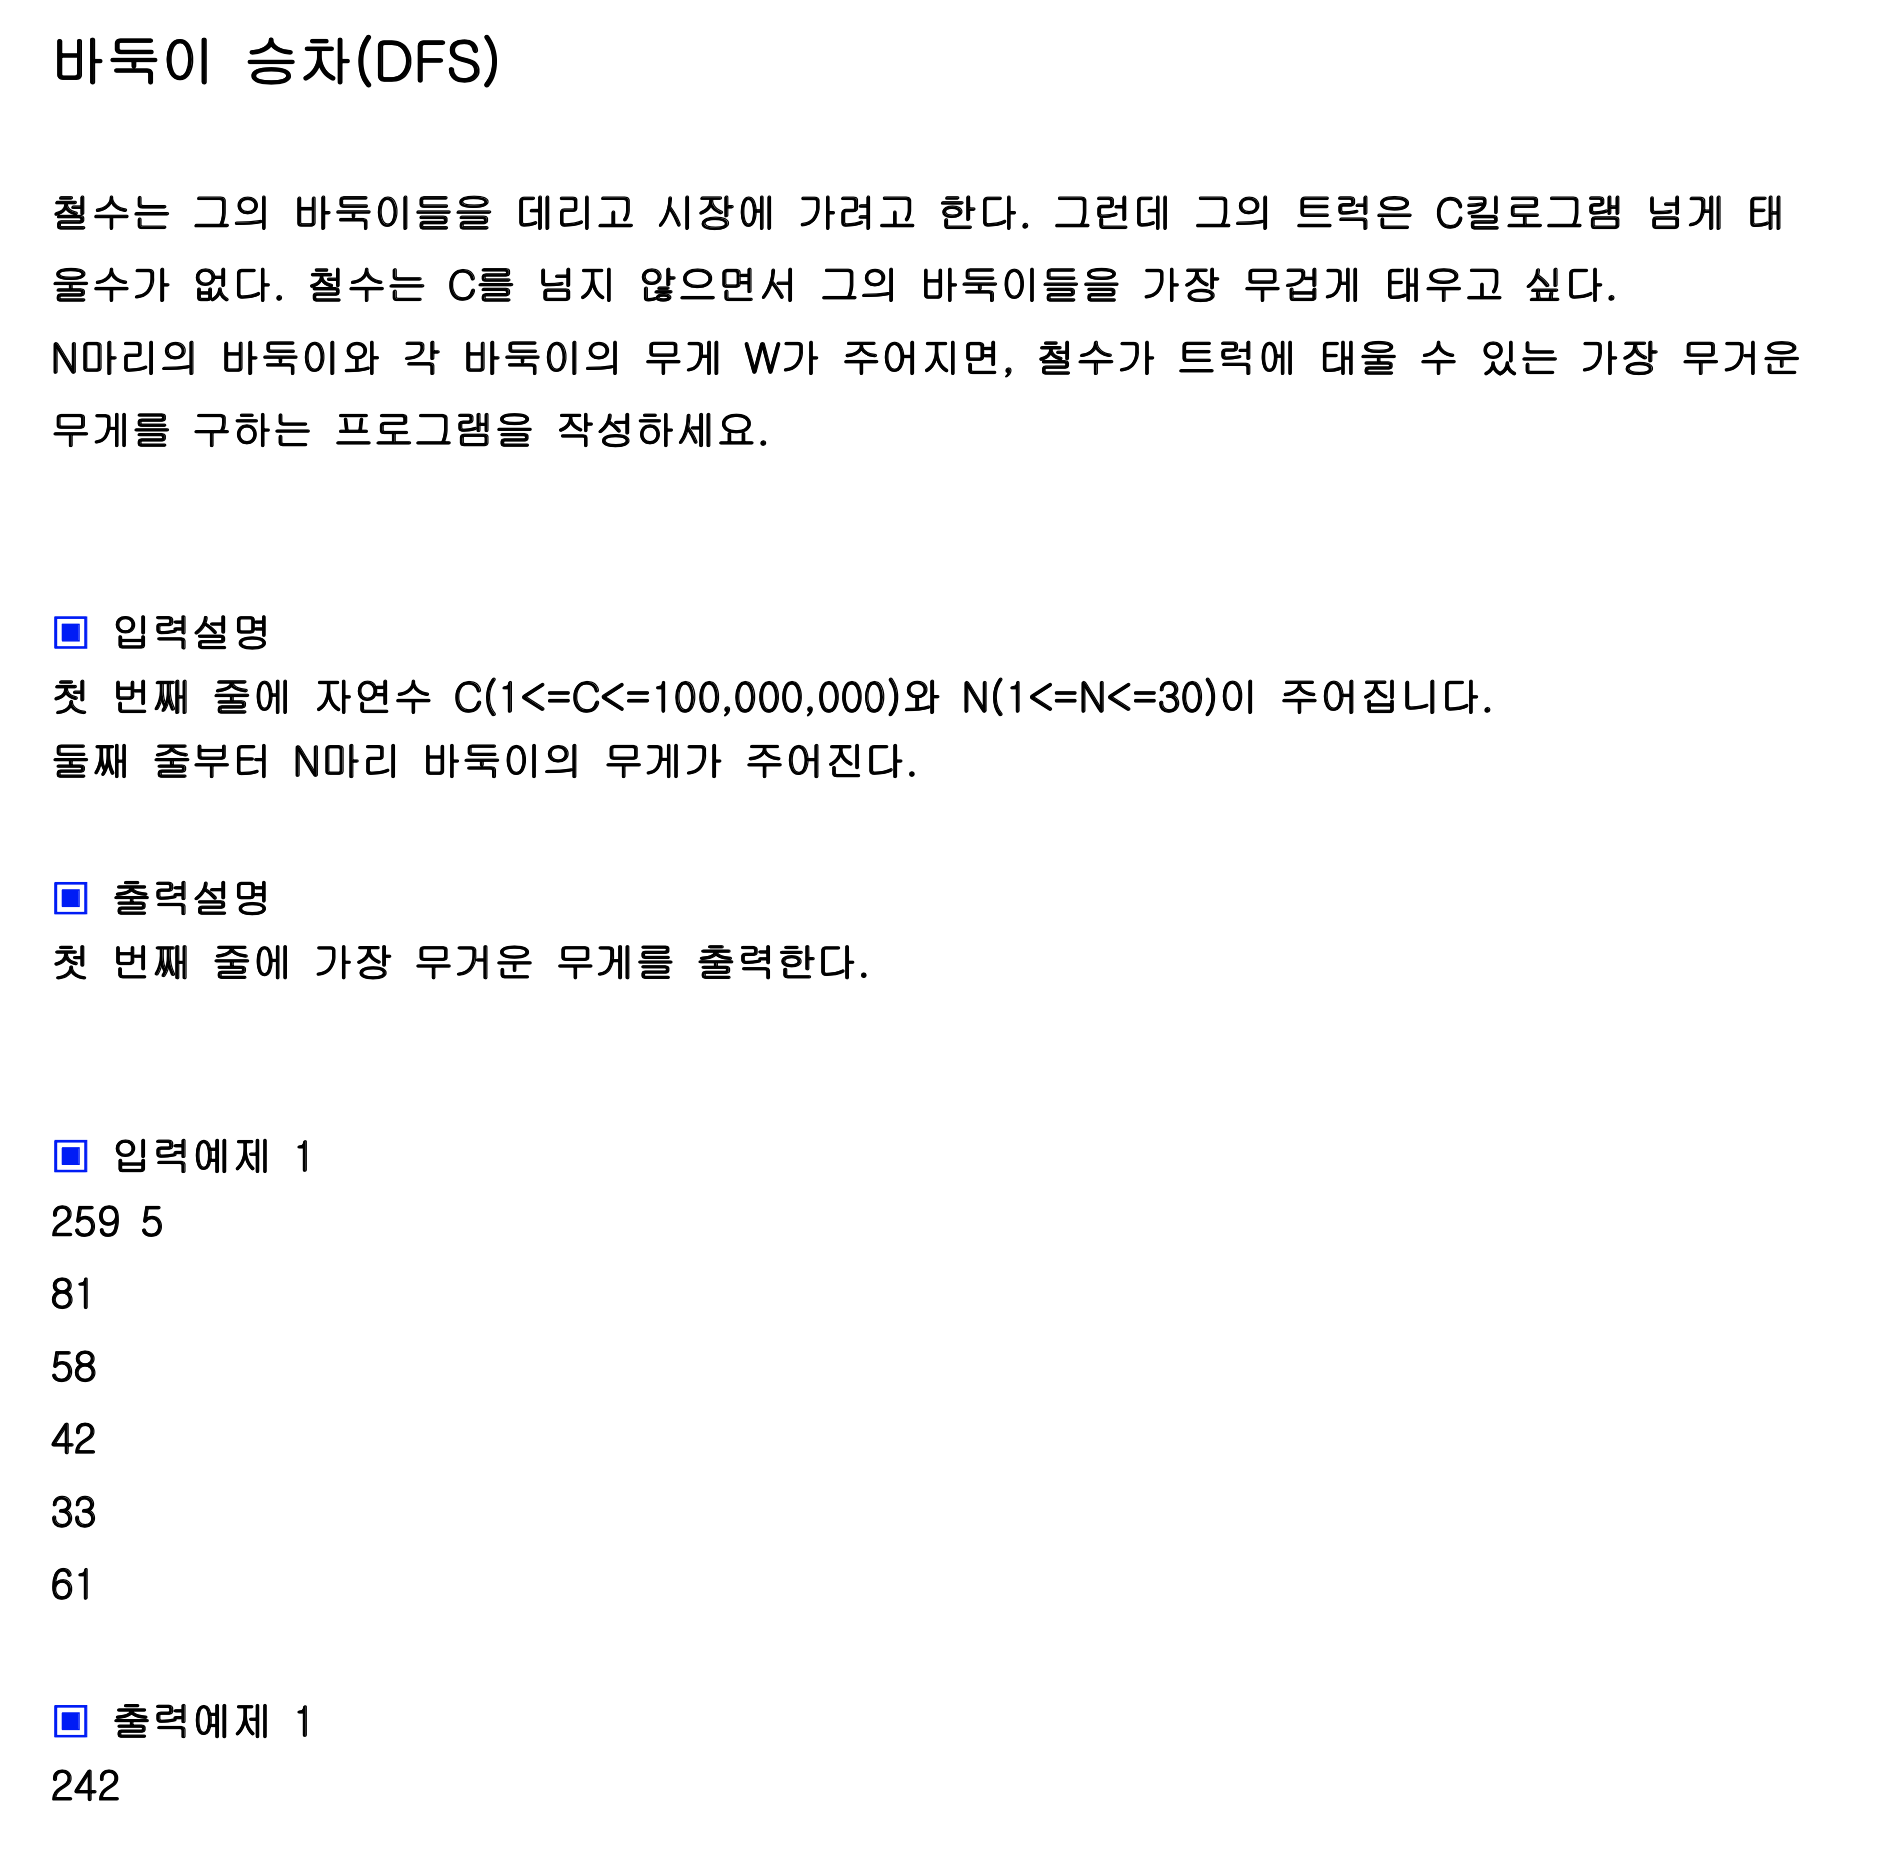 바둑이 승차(DFS)
철수는 그의 바둑이들을 데리고 시장에 가려고 한다. 그런데 그의 트럭은 C킬로그램 넘게 태
울수가 없다. 철수는 C를 넘지 않으면서 그의 바둑이들을 가장 무겁게 태우고 싶다.
N마리의 바둑이와 각 바둑이의 무게 W가 주어지면, 철수가 트럭에 태울 수 있는 가장 무거운
무게를 구하는 프로그램을 작성하세요.
▣ 입력설명
첫 번째 줄에 자연수 C(1<=C<=100,000,000)와 N(1<=N<=30)이 주어집니다.
둘째 줄부터 N마리 바둑이의 무게가 주어진다.
▣ 출력설명
첫 번째 줄에 가장 무거운 무게를 출력한다.
▣ 입력예제 1
259 5
81
58
42
33
61
▣ 출력예제 1
242